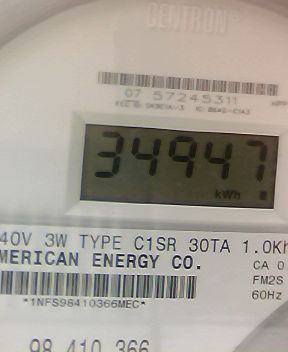 CENTRON®
07 57245311
34947
kWh
40V 3W TYPE C1SR 30TA 1.0Kh
MERICAN ENERGY CO. CA 0
FM2S
*1NFS98410366MEC* 60Hz
98 410 366